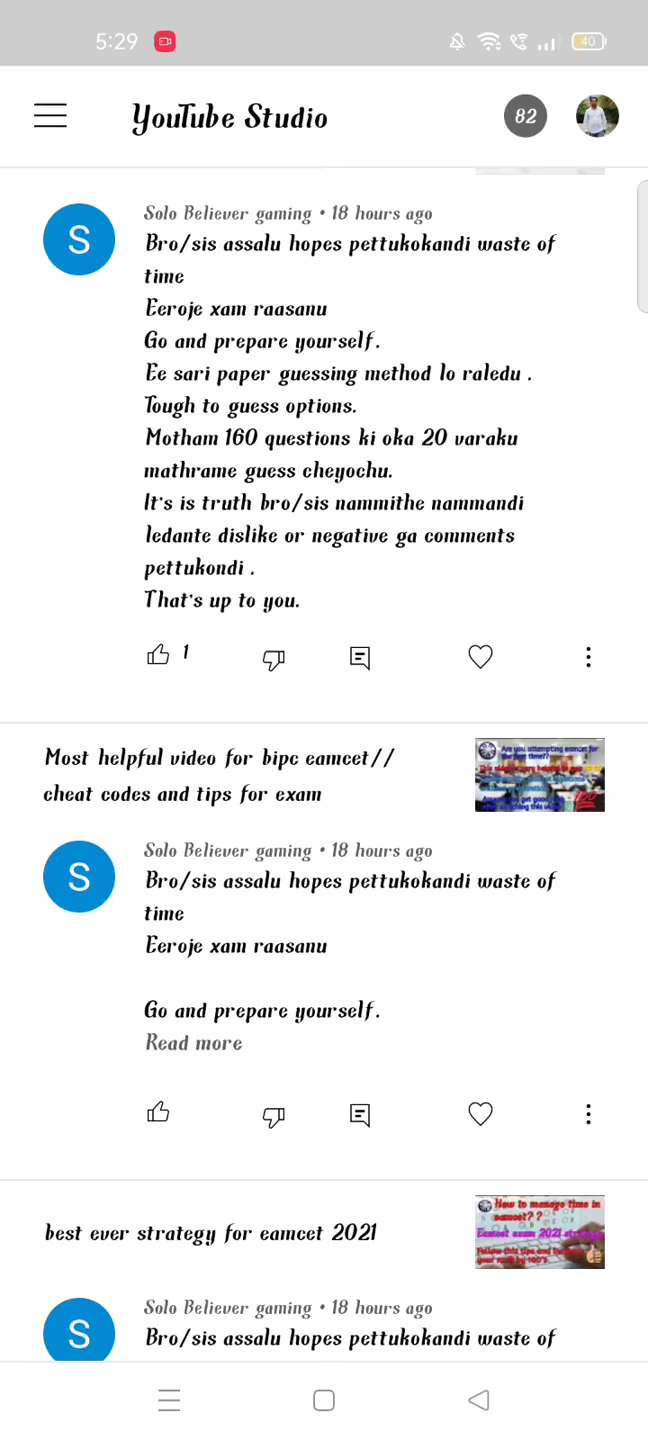 5:29
40
YouTube Studio
82
Solo Believer gaming • 18 hours ago
Bro/sis assalu hopes pettukokandi waste of
time
Eeroje xam raasanu
Go and prepare yourself.
Ee sari paper guessing method lo raledu .
Tough to guess options.
Motham 160 questions ki oka 20 varaku
mathrame guess cheyochu.
It's is truth bro/sis nammithe nammandi
ledante dislike or negative ga comments
pettukondi .
That's up to you.
1
Most helpful video for bipc eamcet//
cheat codes and tips for exam
Are you attempting eamcet for
S
Solo Believer gaming • 18 hours ago
Bro/sis assalu hopes pettukokandi waste of
time
Eeroje xam raasanu
Go and prepare yourself.
Read more
best ever strategy for eamcet 2021
How to manage time in
eamcet??
Eamcet exam 2021 strategy
Follow this tips and increase
your rank by 100's
S
Solo Believer gaming • 18 hours ago
Bro/sis assalu hopes pettukokandi waste of